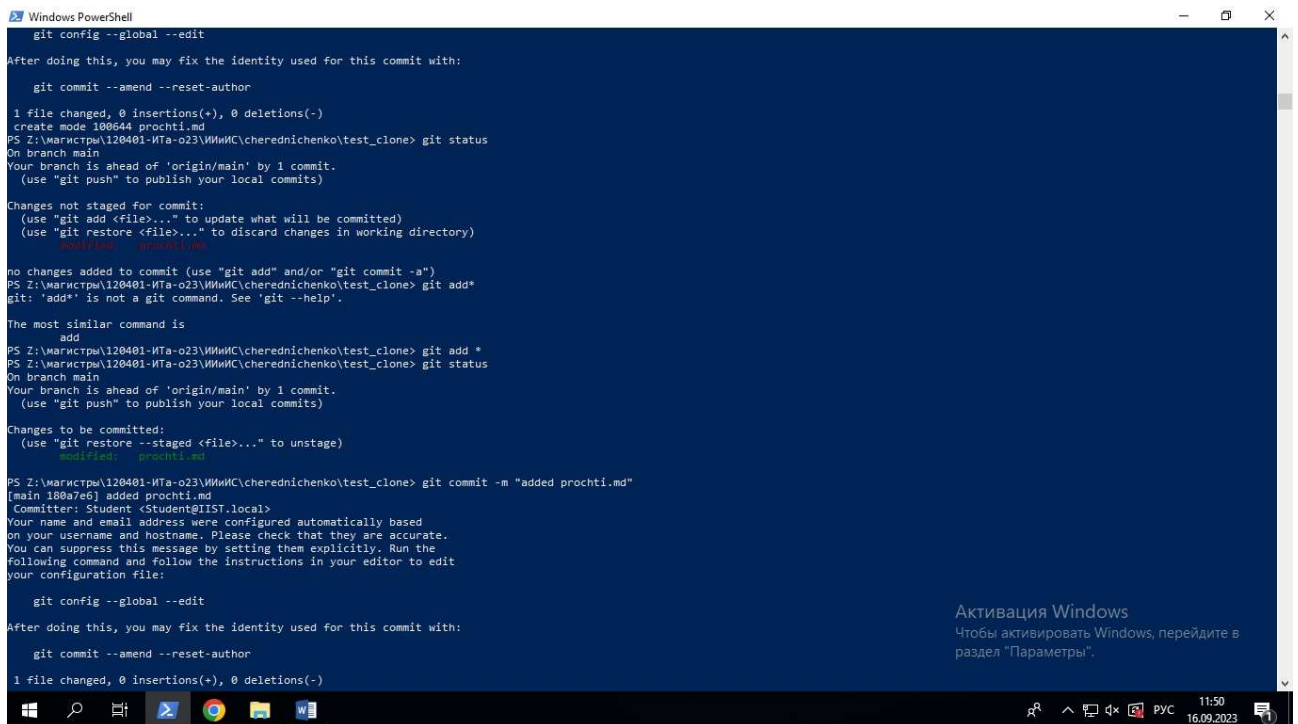 Windows PowerShell
git config --global --edit
After doing this, you may fix the identity used for this commit with:
git commit --amend --reset-author
1 file changed, 0 insertions(+), 0 deletions(-)
create mode 100644 prochti.md
PS Z:\магистры\120401-ИТа-о23\ИИиИС\cherednichenko\test_clone> git status
On branch main
Your branch is ahead of 'origin/main' by 1 commit.
(use "git push" to publish your local commits)
Changes not staged for commit:
(use "git add <file>..." to update what will be committed)
(use "git restore <file>..." to discard changes in working directory)
modified: prochti.md
no changes added to commit (use "git add" and/or "git commit -a")
PS Z:\магистры\120401-ИТа-о23\ИИиИС\cherednichenko\test_clone> git add*
git: 'add*' is not a git command. See 'git --help'.
The most similar command is
add
PS Z:\магистры\120401-ИТа-о23\ИИиИС\cherednichenko\test_clone> git add *
PS Z:\магистры\120401-ИТа-о23\ИИиИС\cherednichenko\test_clone> git status
On branch main
Your branch is ahead of 'origin/main' by 1 commit.
(use "git push" to publish your local commits)
Changes to be committed:
(use "git restore --staged <file>..." to unstage)
modified: prochti.md
PS Z:\магистры\120401-ИТа-о23\ИИиИС\cherednichenko\test_clone> git commit -m "added prochti.md"
[main 180a7e6] added prochti.md
Committer: Student <Student@IIST.local>
Your name and email address were configured automatically based
on your username and hostname. Please check that they are accurate.
You can suppress this message by setting them explicitly. Run the
following command and follow the instructions in your editor to edit
your configuration file:
git config --global --edit
After doing this, you may fix the identity used for this commit with:
git commit --amend --reset-author
1 file changed, 0 insertions(+), 0 deletions(-)
Активация Windows
Чтобы активировать Windows, перейдите в
раздел "Параметры".
РУС
11:50
16.09.2023